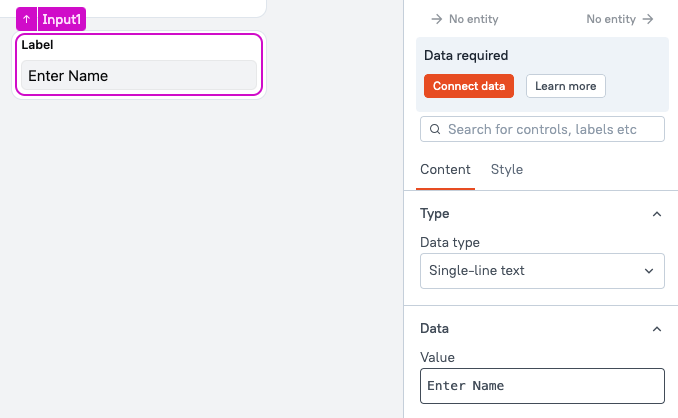 Input1
Label
Enter Name
No entity
No entity
Data required
Connect data
Learn more
Search for controls, labels etc
Content
Style
Type
Data type
Single-line text
Data
Value
Enter Name